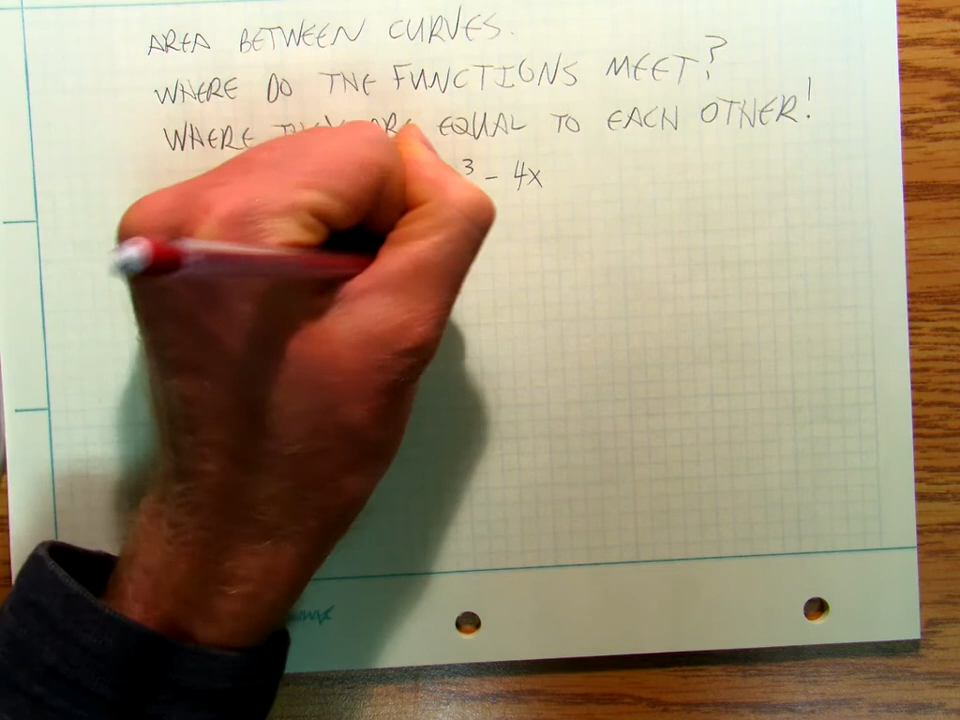 AREA BETWEEN CURVES.
WHERE DO THE FUNCTIONS MEET?
WHERE THEY ARE EQUAL TO EACH OTHER!
3 - 4x